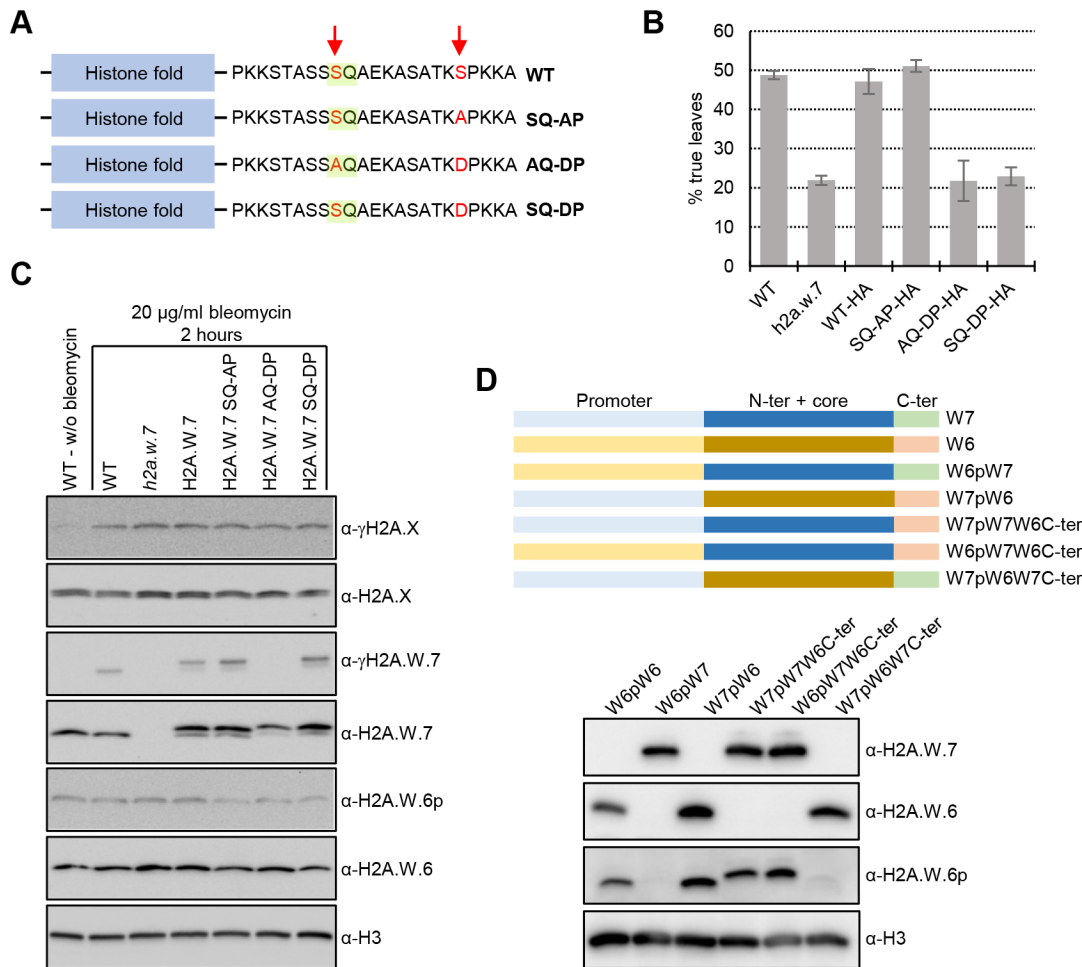 A
Histone fold PKKSTASSSQAEKASATKSPKKA WT
Histone fold PKKSTASSSQAEKASATKAPKKA SQ-AP
Histone fold PKKSTASSAQAEKASATKDPKKA AQ-DP
Histone fold PKKSTASSSQAEKASATKDPKKA SQ-DP
B
% true leaves
60
50
40
30
20
10
0
WT
h2a.w.7
WT-HA
SQ-AP-HA
AQ-DP-HA
SQ-DP-HA
C
20 µg/ml bleomycin
2 hours
WT - w/o bleomycin
WT
h2a.w.7
H2A.W.7
H2A.W.7 SQ-AP
H2A.W.7 AQ-DP
H2A.W.7 SQ-DP
α-γH2A.X
α-H2A.X
α-γH2A.W.7
α-H2A.W.7
α-H2A.W.6p
α-H2A.W.6
α-H3
D
Promoter N-ter + core C-ter
W7
W6
W6pW7
W7pW6
W7pW7W6C-ter
W6pW7W6C-ter
W7pW6W7C-ter
W6pW6
W6pW7
W7pW6
W7pW7W6C-ter
W6pW7W6C-ter
W7pW6W7C-ter
α-H2A.W.7
α-H2A.W.6
α-H2A.W.6p
α-H3